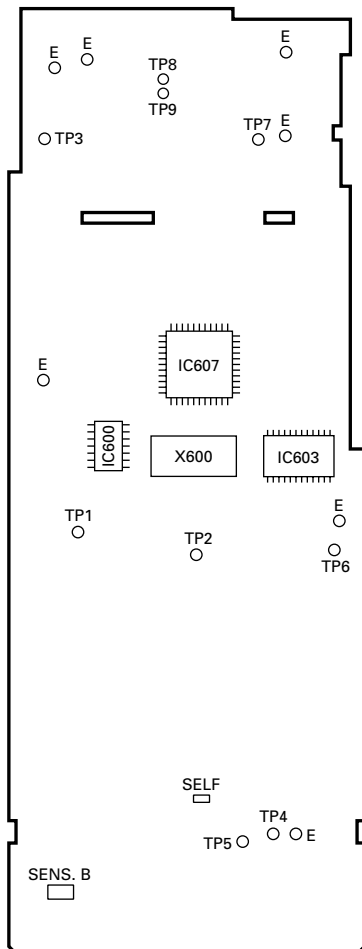 E
E
E
TP8
TP9
TP3
TP7
E
E
IC607
IC600
X600
IC603
TP1
E
TP2
TP6
SELF
TP4
E
TP5
SENS. B